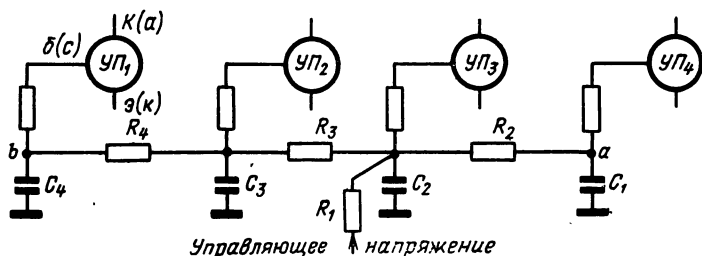 К(а)
б(с)
УП1
УП2
УП3
УП4
э(к)
R4
R3
R2
b
a
C4
C3
C2
C1
R1
Управляющее напряжение